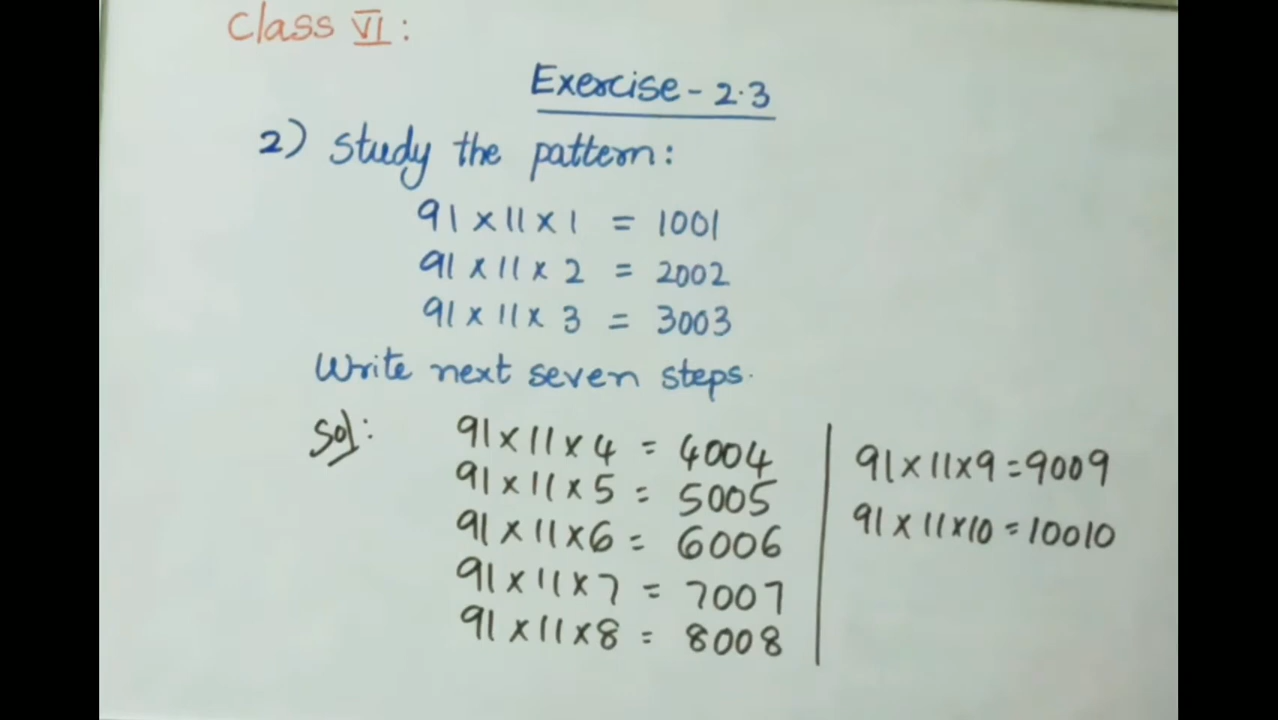 Class VI:
Exercise - 2.3
2) Study the pattern:
91 × 11 × 1 = 1001
91 × 11 × 2 = 2002
91 × 11 × 3 = 3003
Write next seven steps.
Sol:
91 × 11 × 4 = 4004
91 × 11 × 5 = 5005
91 × 11 × 6 = 6006
91 × 11 × 7 = 7007
91 × 11 × 8 = 8008
91 × 11 × 9 = 9009
91 × 11 × 10 = 10010